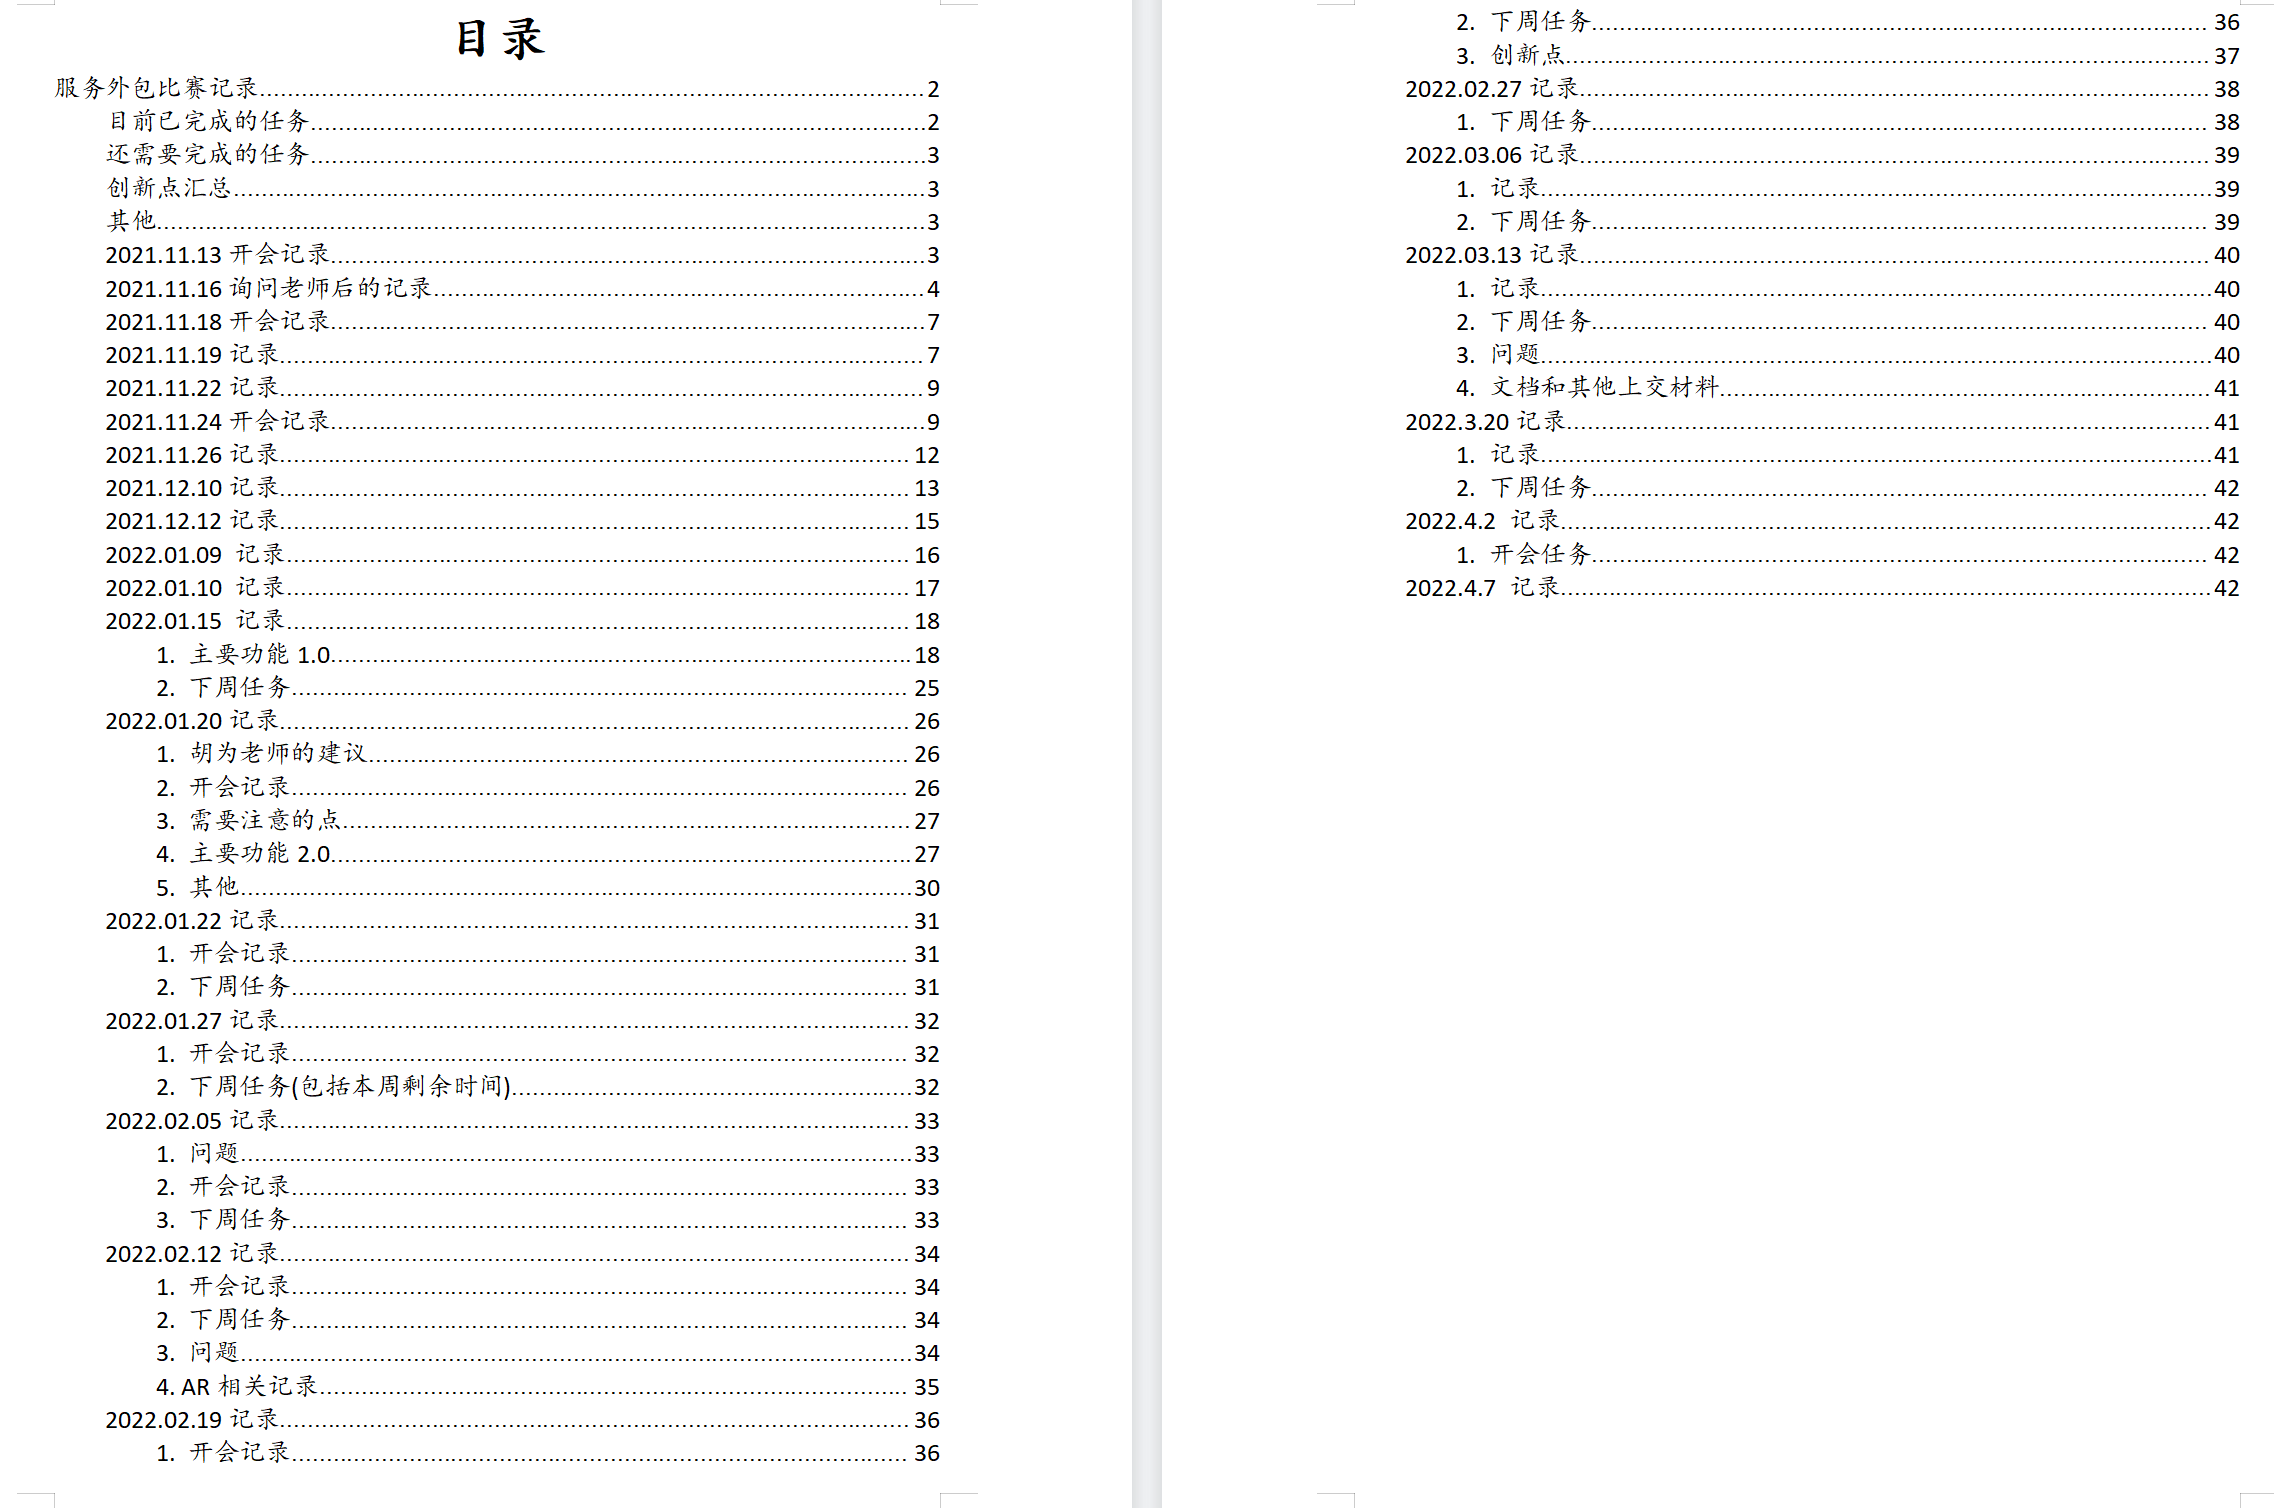 目录
服务外包比赛记录 2
目前已完成的任务 2
还需要完成的任务 3
创新点汇总 3
其他 3
2021.11.13 开会记录 3
2021.11.16 询问老师后的记录 4
2021.11.18 开会记录 7
2021.11.19 记录 7
2021.11.22 记录 9
2021.11.24 开会记录 9
2021.11.26 记录 12
2021.12.10 记录 13
2021.12.12 记录 15
2022.01.09 记录 16
2022.01.10 记录 17
2022.01.15 记录 18
1. 主要功能 1.0 18
2. 下周任务 25
2022.01.20 记录 26
1. 胡为老师的建议 26
2. 开会记录 26
3. 需要注意的点 27
4. 主要功能 2.0 27
5. 其他 30
2022.01.22 记录 31
1. 开会记录 31
2. 下周任务 31
2022.01.27 记录 32
1. 开会记录 32
2. 下周任务(包括本周剩余时间) 32
2022.02.05 记录 33
1. 问题 33
2. 开会记录 33
3. 下周任务 33
2022.02.12 记录 34
1. 开会记录 34
2. 下周任务 34
3. 问题 34
4. AR 相关记录 35
2022.02.19 记录 36
1. 开会记录 36
2. 下周任务 36
3. 创新点 37
2022.02.27 记录 38
1. 下周任务 38
2022.03.06 记录 39
1. 记录 39
2. 下周任务 39
2022.03.13 记录 40
1. 记录 40
2. 下周任务 40
3. 问题 40
4. 文档和其他上交材料 41
2022.3.20 记录 41
1. 记录 41
2. 下周任务 42
2022.4.2 记录 42
1. 开会任务 42
2022.4.7 记录 42